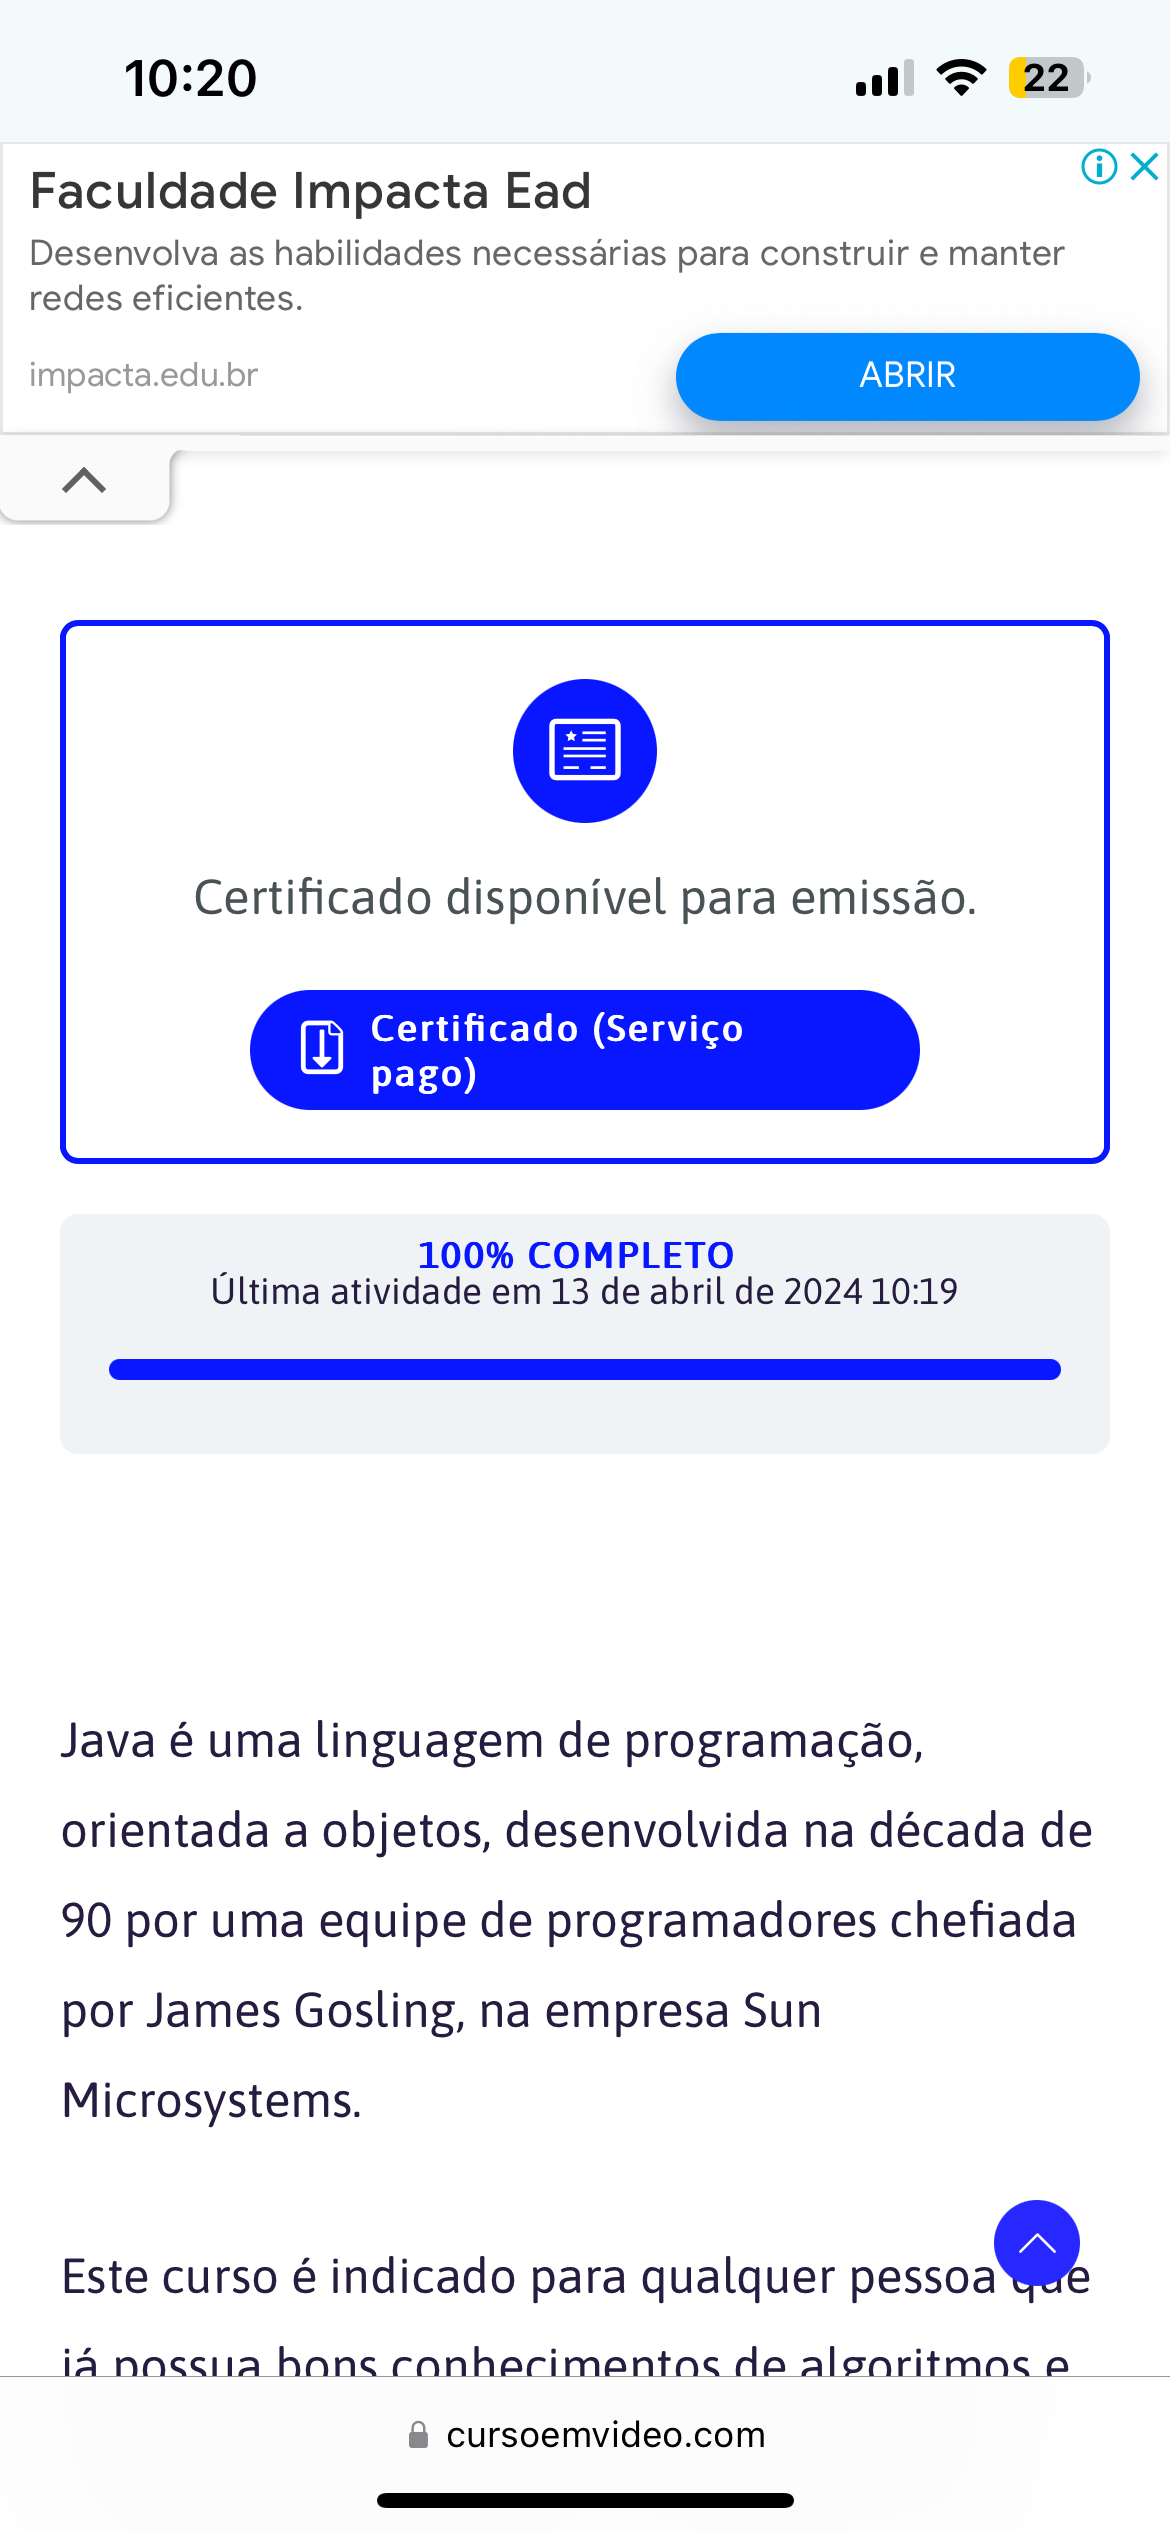 10:20
22
Faculdade Impacta Ead
Desenvolva as habilidades necessárias para construir e manter
redes eficientes.
impacta.edu.br
ABRIR
Certificado disponível para emissão.
Certificado (Serviço
pago)
100% COMPLETO
Última atividade em 13 de abril de 2024 10:19
Java é uma linguagem de programação,
orientada a objetos, desenvolvida na década de
90 por uma equipe de programadores chefiada
por James Gosling, na empresa Sun
Microsystems.
Este curso é indicado para qualquer pessoa que
já possua bons conhecimentos de algoritmos e
cursoemvideo.com